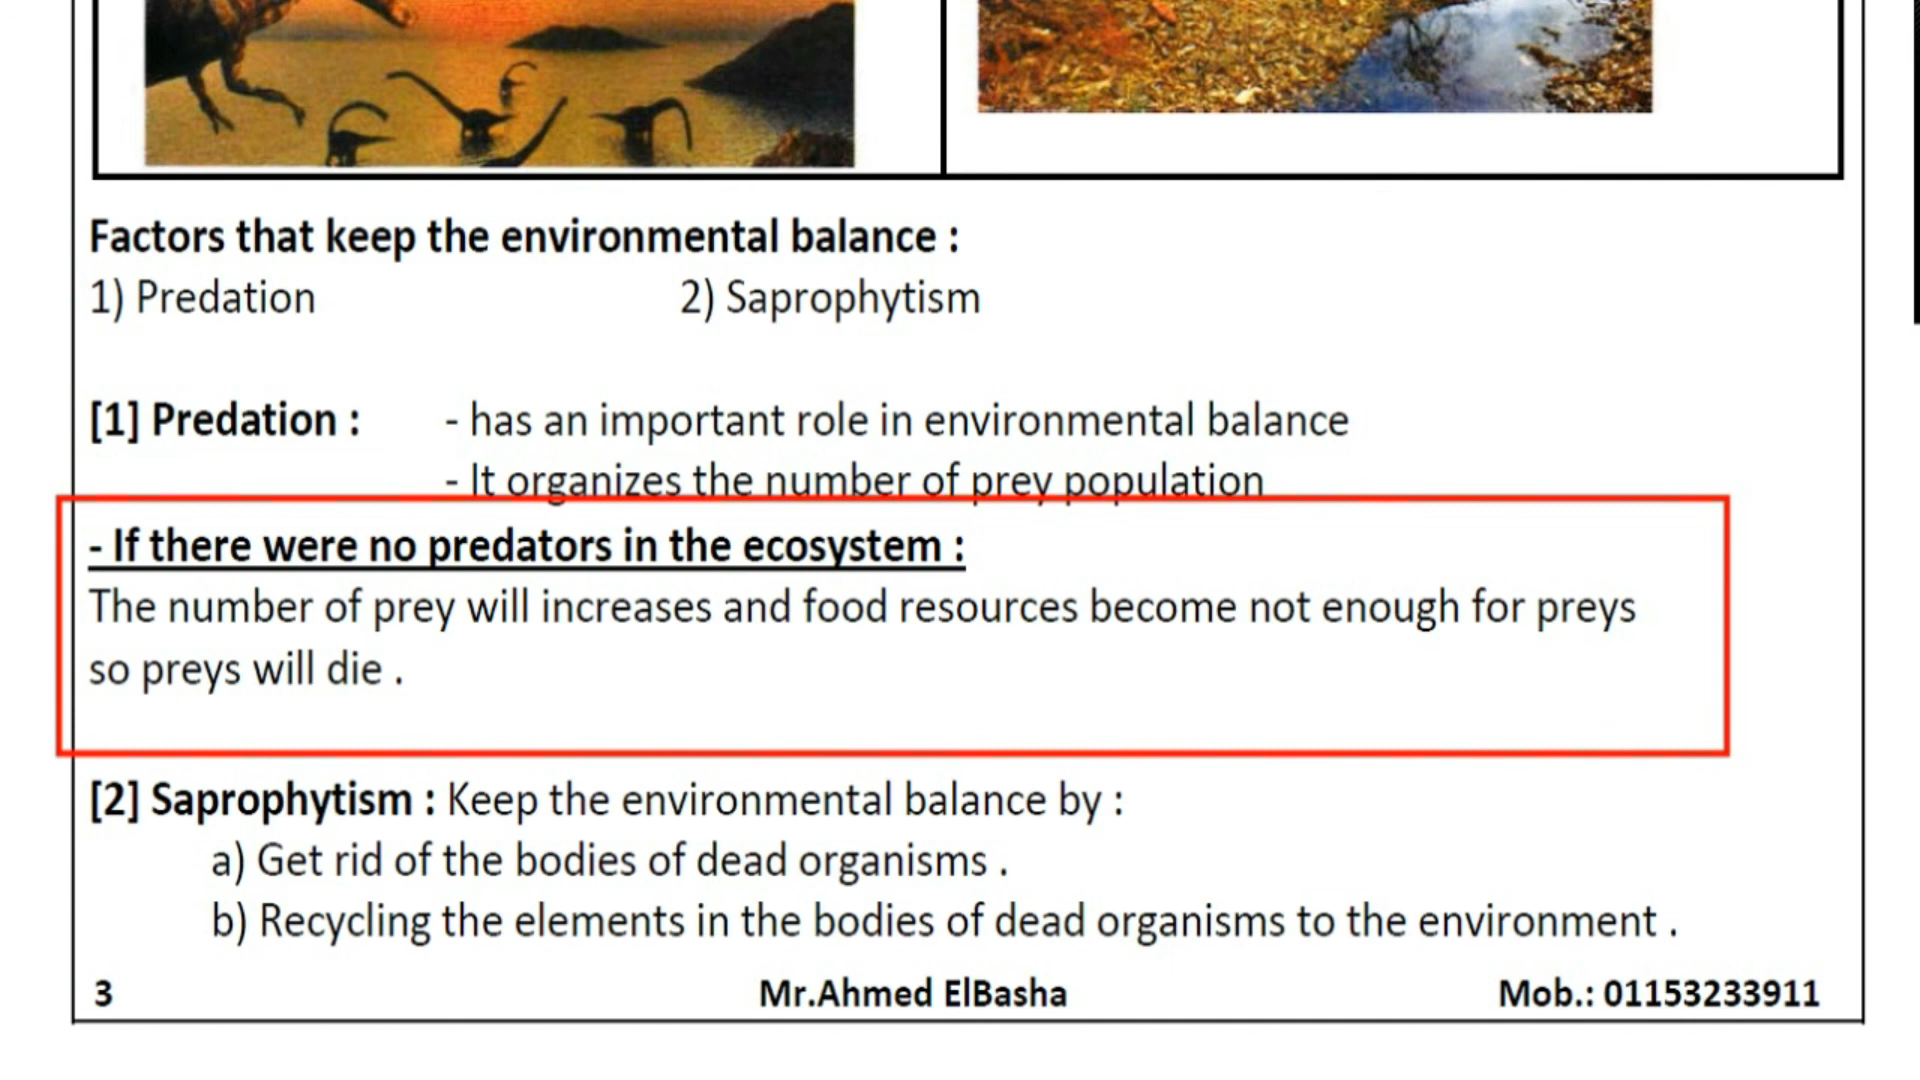 Factors that keep the environmental balance :
1) Predation 2) Saprophytism
[1] Predation : - has an important role in environmental balance
- It organizes the number of prey population
- If there were no predators in the ecosystem :
The number of prey will increases and food resources become not enough for preys
so preys will die .
[2] Saprophytism : Keep the environmental balance by :
a) Get rid of the bodies of dead organisms .
b) Recycling the elements in the bodies of dead organisms to the environment .
3 Mr.Ahmed ElBasha Mob.: 01153233911